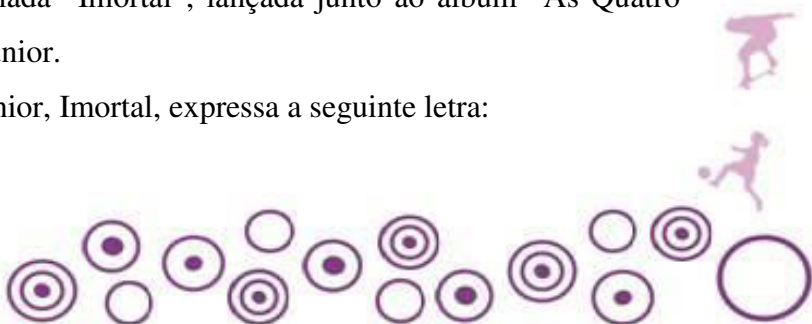 nada "Imortal", lançada junto ao álbum "As Quatro
nior.
nior, Imortal, expressa a seguinte letra: